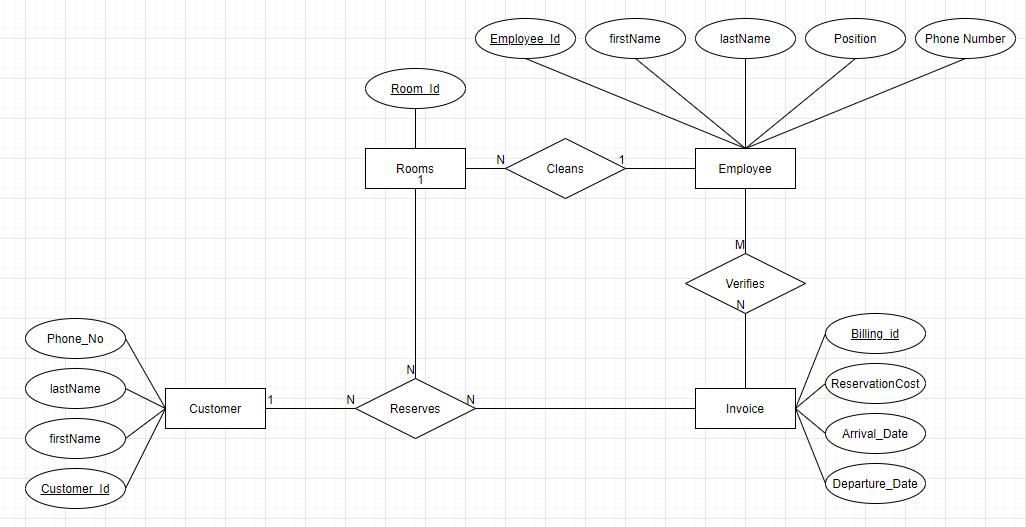 Employee_Id
firstName
lastName
Position
Phone Number
Room_Id
Rooms
1
N
Cleans
1
Employee
M
Verifies
N
Phone_No
lastName
firstName
Customer_Id
Customer
1
N
N
Reserves
N
Invoice
Billing_id
ReservationCost
Arrival_Date
Departure_Date